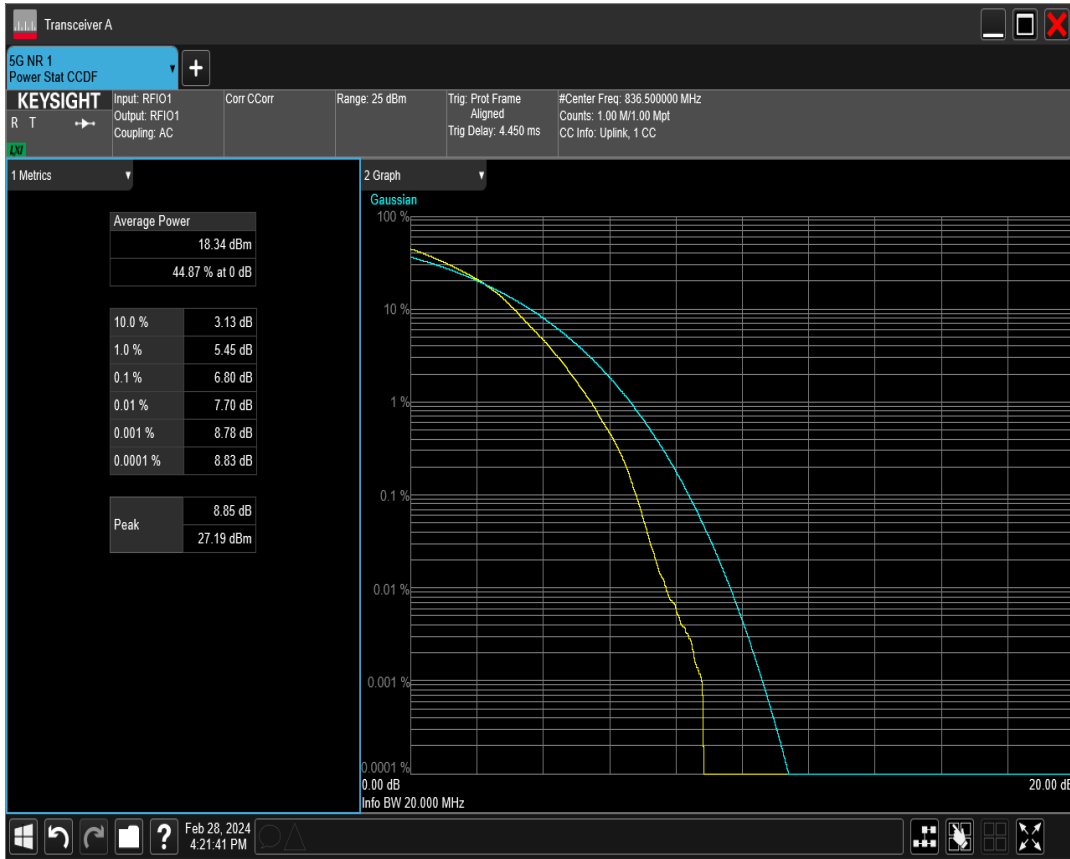 Transceiver A
5G NR 1
Power Stat CCDF
KEYSIGHT
R T
LXI
Input: RFIO1
Output: RFIO1
Coupling: AC
Corr CCorr
Range: 25 dBm
Trig: Prot Frame
Aligned
Trig Delay: 4.450 ms
#Center Freq: 836.500000 MHz
Counts: 1.00 M/1.00 Mpt
CC Info: Uplink, 1 CC
1 Metrics
Average Power
18.34 dBm
44.87 % at 0 dB
10.0 % 3.13 dB
1.0 % 5.45 dB
0.1 % 6.80 dB
0.01 % 7.70 dB
0.001 % 8.78 dB
0.0001 % 8.83 dB
Peak
8.85 dB
27.19 dBm
2 Graph
Gaussian
100 %
10 %
1 %
0.1 %
0.01 %
0.001 %
0.0001 %
0.00 dB 20.00 dB
Info BW 20.000 MHz
?
Feb 28, 2024
4:21:41 PM